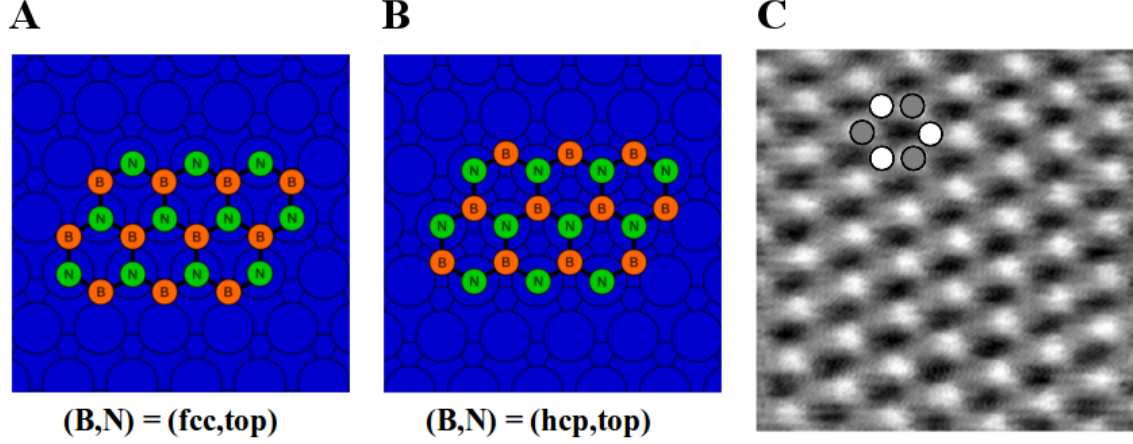 A
B
C
N N N
B B B B
N N N N
B B B B
N N N N
B B B
B B B
N N N N
B B B B
N N N N
B B B B
N N N
(B,N) = (fcc,top)
(B,N) = (hcp,top)